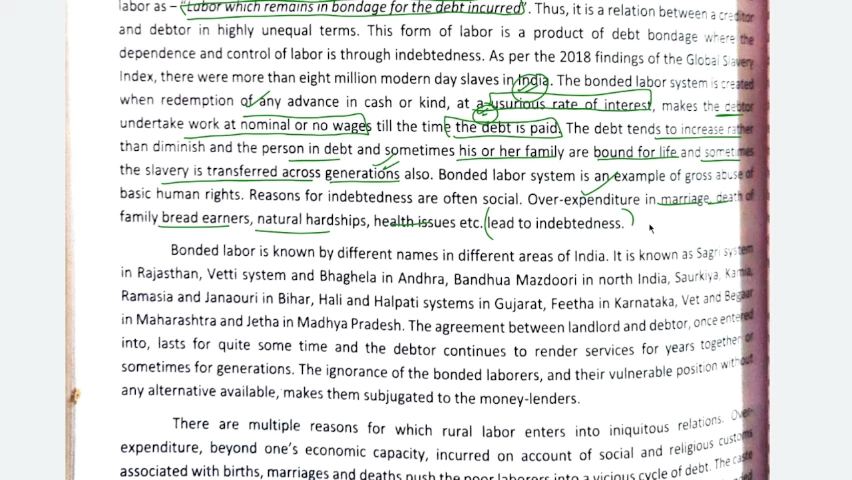 labor as – "Labor which remains in bondage for the debt incurred". Thus, it is a relation between a creditor
and debtor in highly unequal terms. This form of labor is a product of debt bondage where the
dependence and control of labor is through indebtedness. As per the 2018 findings of the Global Slavery
Index, there were more than eight million modern day slaves in India. The bonded labor system is created
when redemption of any advance in cash or kind, at a usurious rate of interest, makes the debtor
undertake work at nominal or no wages till the time the debt is paid. The debt tends to increase rather
than diminish and the person in debt and sometimes his or her family are bound for life and sometimes
the slavery is transferred across generations also. Bonded labor system is an example of gross abuse of
basic human rights. Reasons for indebtedness are often social. Over-expenditure in marriage, death of
family bread earners, natural hardships, health issues etc. (lead to indebtedness.)
Bonded labor is known by different names in different areas of India. It is known as Sagri system
in Rajasthan, Vetti system and Bhaghela in Andhra, Bandhua Mazdoori in north India, Saurkiya, Kamia,
Ramasia and Janaouri in Bihar, Hali and Halpati systems in Gujarat, Feetha in Karnataka, Vet and Begaar
in Maharashtra and Jetha in Madhya Pradesh. The agreement between landlord and debtor, once entered
into, lasts for quite some time and the debtor continues to render services for years together or
sometimes for generations. The ignorance of the bonded laborers, and their vulnerable position without
any alternative available, makes them subjugated to the money-lenders.
There are multiple reasons for which rural labor enters into iniquitous relations. Over-
expenditure, beyond one's economic capacity, incurred on account of social and religious customs
associated with births, marriages and deaths push the poor laborers into a vicious cycle of debt. The caste